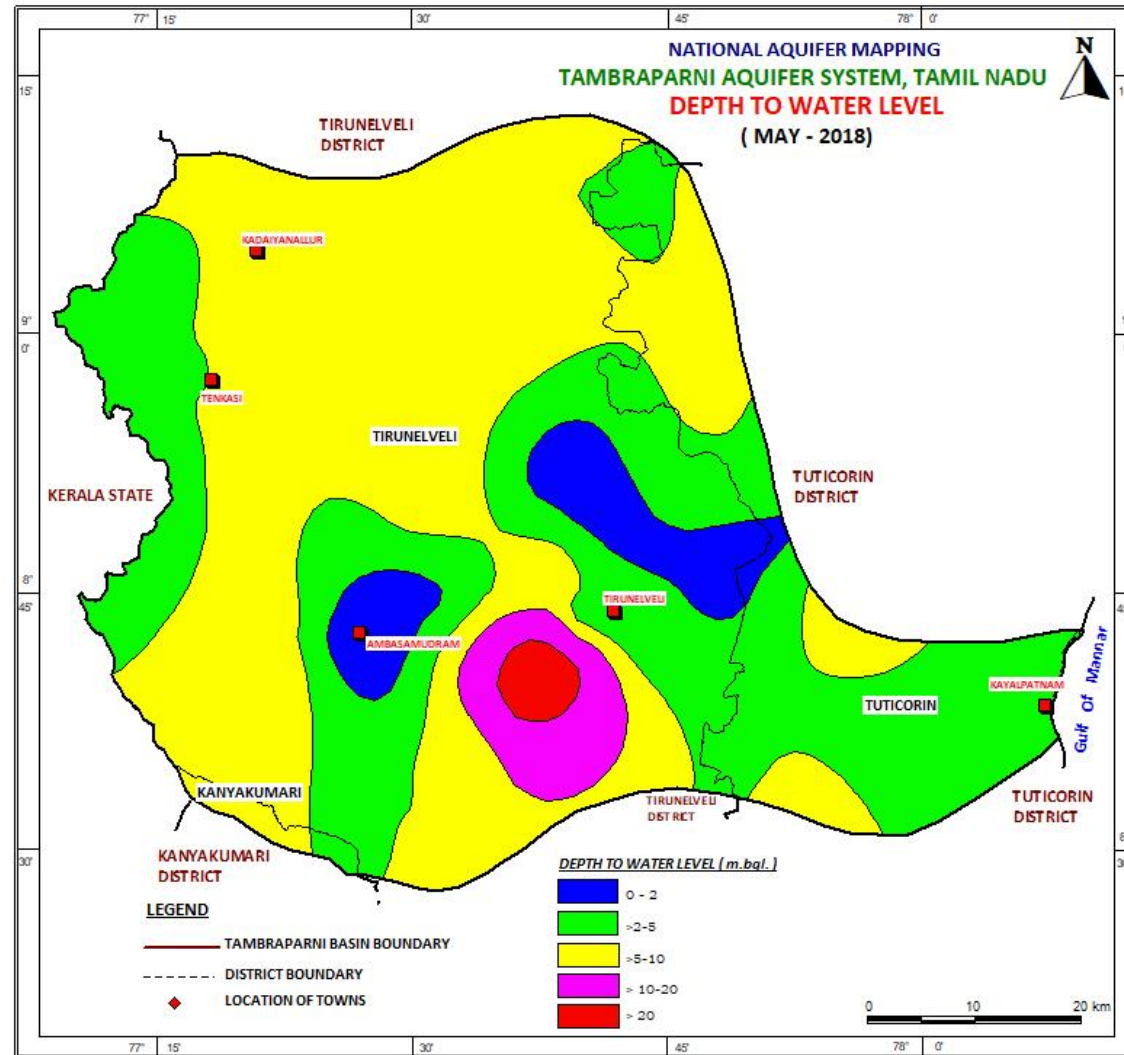 77° 15' 30' 45' 78° 0'
NATIONAL AQUIFER MAPPING
TAMBRAPARNI AQUIFER SYSTEM, TAMIL NADU
DEPTH TO WATER LEVEL
( MAY - 2018)
N
15'
TIRUNELVELI
DISTRICT
KADAIYANALLUR
9°
0'
TENKASI
TIRUNELVELI
KERALA STATE
TUTICORIN
DISTRICT
8°
45'
TIRUNELVELI
AMBASAMUDRAM
KAYALPATNAM
TUTICORIN
Gulf Of Mannar
KANYAKUMARI
TIRUNELVELI
DISTRICT
TUTICORIN
DISTRICT
KANYAKUMARI
DISTRICT
30'
LEGEND
TAMBRAPARNI BASIN BOUNDARY
DISTRICT BOUNDARY
LOCATION OF TOWNS
DEPTH TO WATER LEVEL ( m.bgl. )
0 - 2
>2-5
>5-10
> 10-20
> 20
0 10 20 km
77° 15' 30' 45' 78° 0'